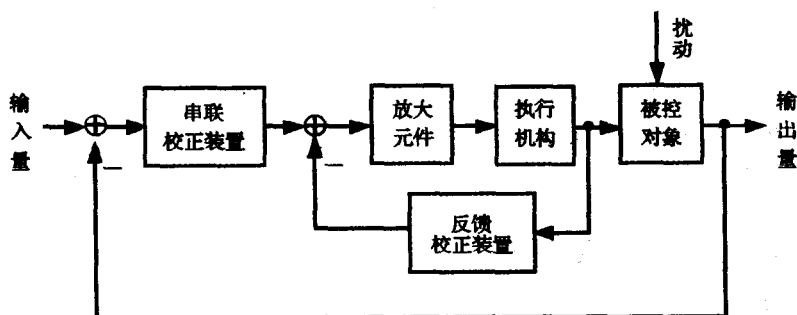 扰
动
输
入
量
串联
校正装置
放大
元件
执行
机构
被控
对象
输
出
量
反馈
校正装置